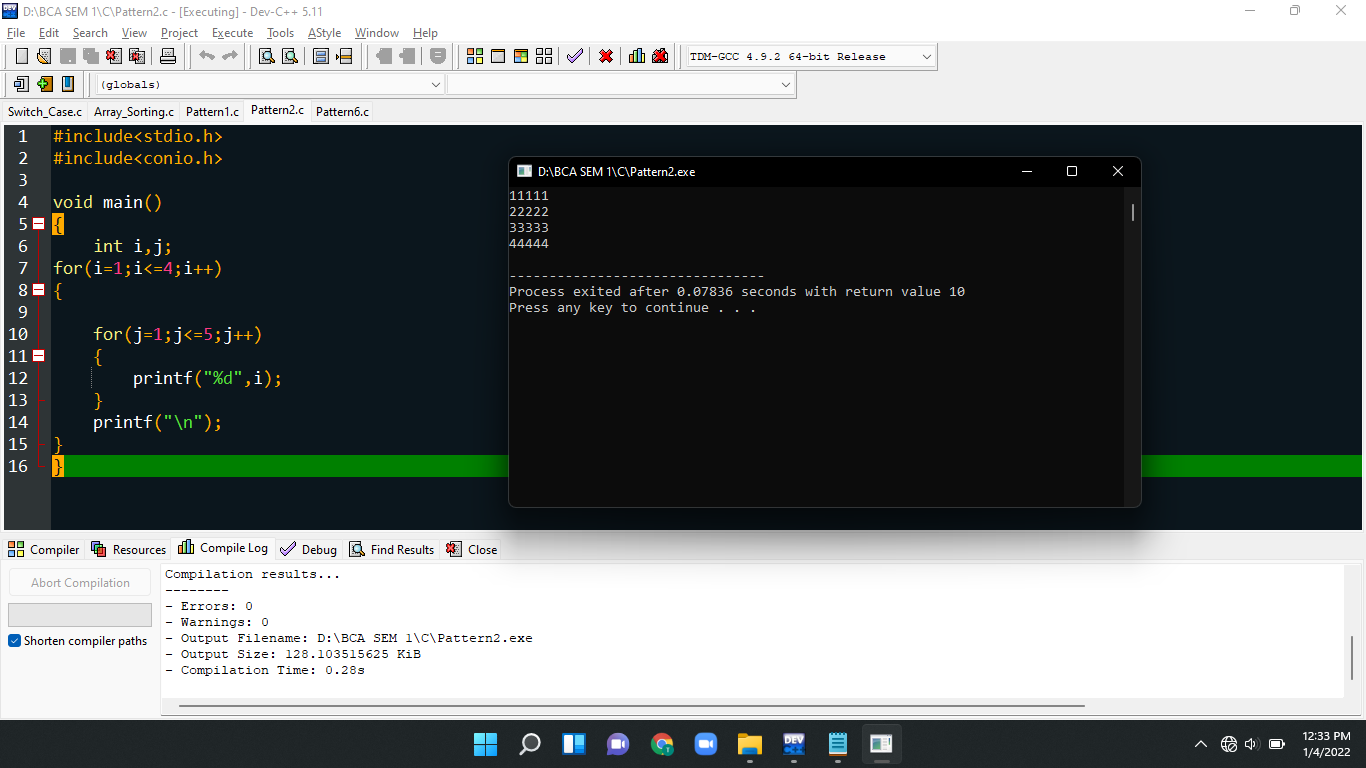 D:\BCA SEM 1\C\Pattern2.c - [Executing] - Dev-C++ 5.11
File Edit Search View Project Execute Tools AStyle Window Help
TDM-GCC 4.9.2 64-bit Release
(globals)
Switch_Case.c Array_Sorting.c Pattern1.c Pattern2.c Pattern6.c
1 #include<stdio.h>
2 #include<conio.h>
3
4 void main()
5 {
6 int i,j;
7 for(i=1;i<=4;i++)
8 {
9
10 for(j=1;j<=5;j++)
11 {
12 printf("%d",i);
13 }
14 printf("\n");
15 }
16 }
D:\BCA SEM 1\C\Pattern2.exe
11111
22222
33333
44444
--------------------------------
Process exited after 0.07836 seconds with return value 10
Press any key to continue . . .
Compiler Resources Compile Log Debug Find Results Close
Abort Compilation
Shorten compiler paths
Compilation results...
--------
- Errors: 0
- Warnings: 0
- Output Filename: D:\BCA SEM 1\C\Pattern2.exe
- Output Size: 128.103515625 KiB
- Compilation Time: 0.28s
DEV
12:33 PM
1/4/2022